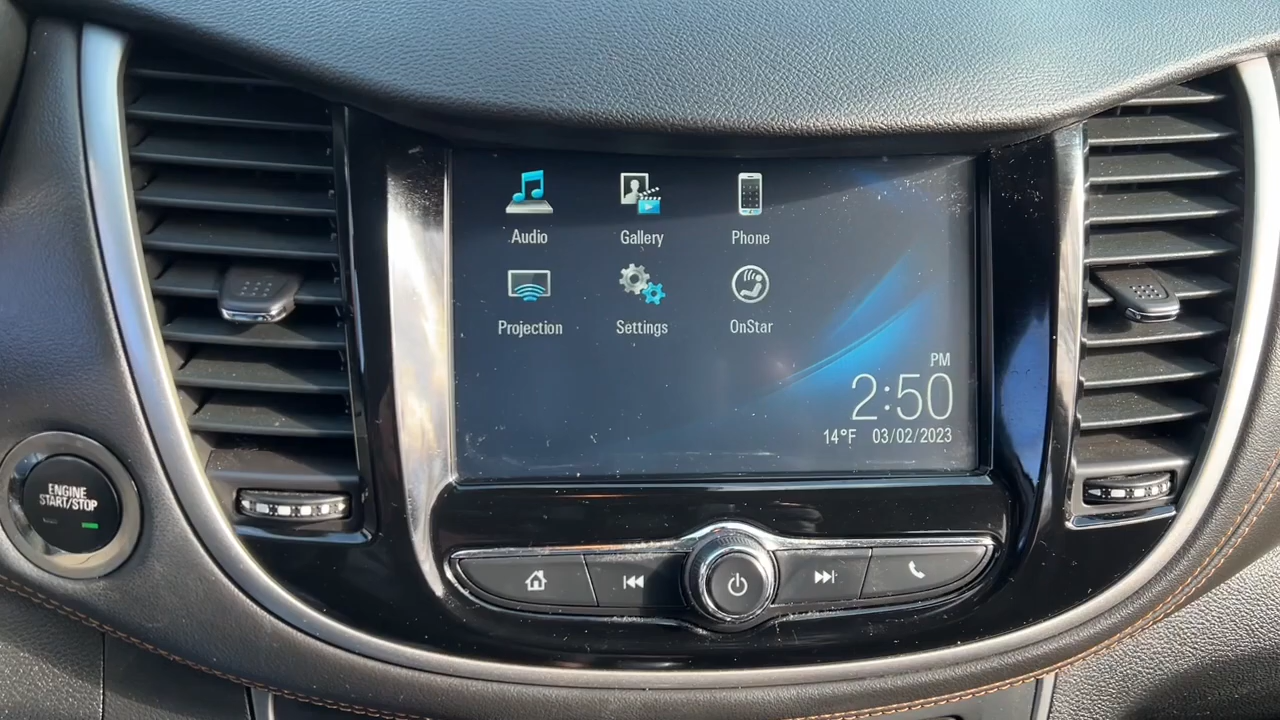 Audio
Gallery
Phone
Projection
Settings
OnStar
PM
2:50
14°F 03/02/2023
ENGINE
START/STOP